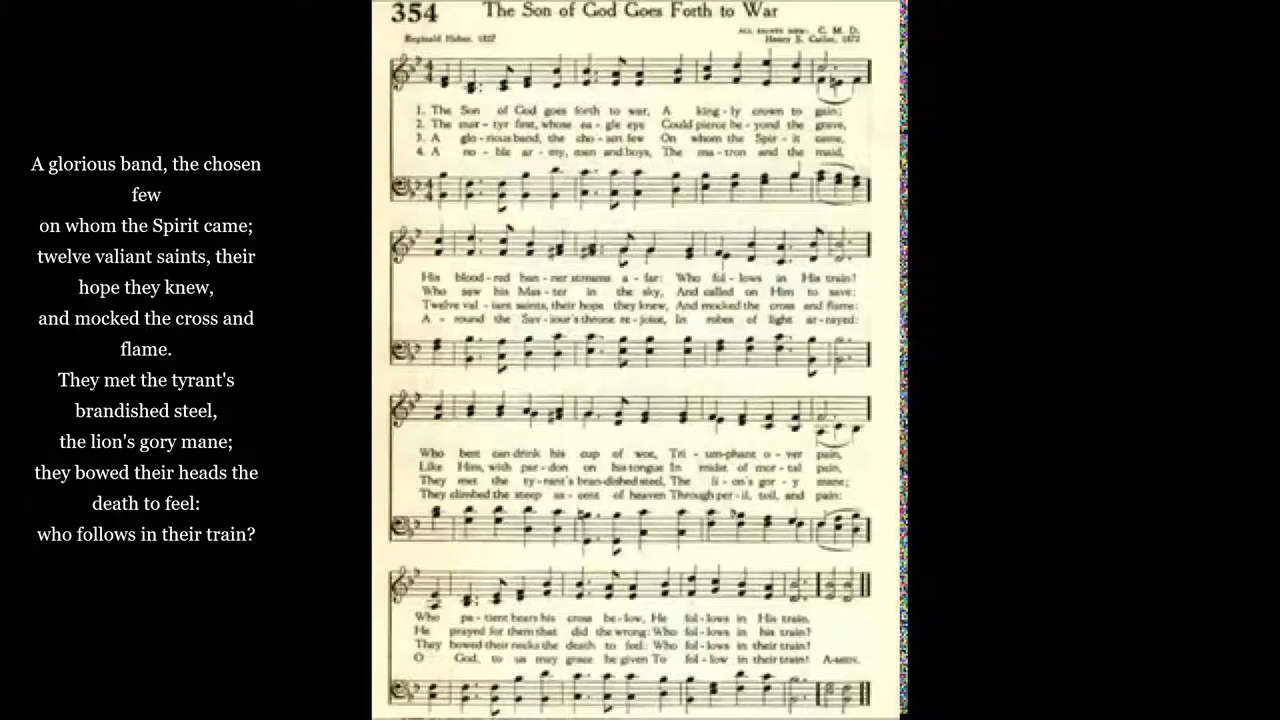 A glorious band, the chosen
few
on whom the Spirit came;
twelve valiant saints, their
hope they knew,
and mocked the cross and
flame.
They met the tyrant's
brandished steel,
the lion's gory mane;
they bowed their heads the
death to feel:
who follows in their train?
354 The Son of God Goes Forth to War
Reginald Heber, 1827
ALL SAINTS NEW: C. M. D.
Henry S. Cutler, 1872
1. The Son of God goes forth to war, A king - ly crown to gain;
2. The mar - tyr first, whose ea - gle eye Could pierce be - yond the grave,
3. A glo - rious band, the cho - sen few On whom the Spir - it came,
4. A no - ble ar - my, men and boys, The ma - tron and the maid,
His blood - red ban - ner streams a - far: Who fol - lows in His train?
Who saw his Mas - ter in the sky, And called on Him to save:
Twelve val - iant saints, their hope they knew, And mocked the cross and flame:
A - round the Sav - iour's throne re - joice, In robes of light ar - rayed:
Who best can drink his cup of woe, Tri - um - phant o - ver pain,
Like Him, with par - don on his tongue In midst of mor - tal pain,
They met the ty - rant's bran - dished steel, The li - on's gor - y mane;
They climbed the steep as - cent of heaven Through per - il, toil, and pain:
Who pa - tient bears his cross be - low, He fol - lows in His train.
He prayed for them that did the wrong: Who fol - lows in his train?
They bowed their necks the death to feel: Who fol - lows in their train?
O God, to us may grace be given To fol - low in their train! A-MEN.